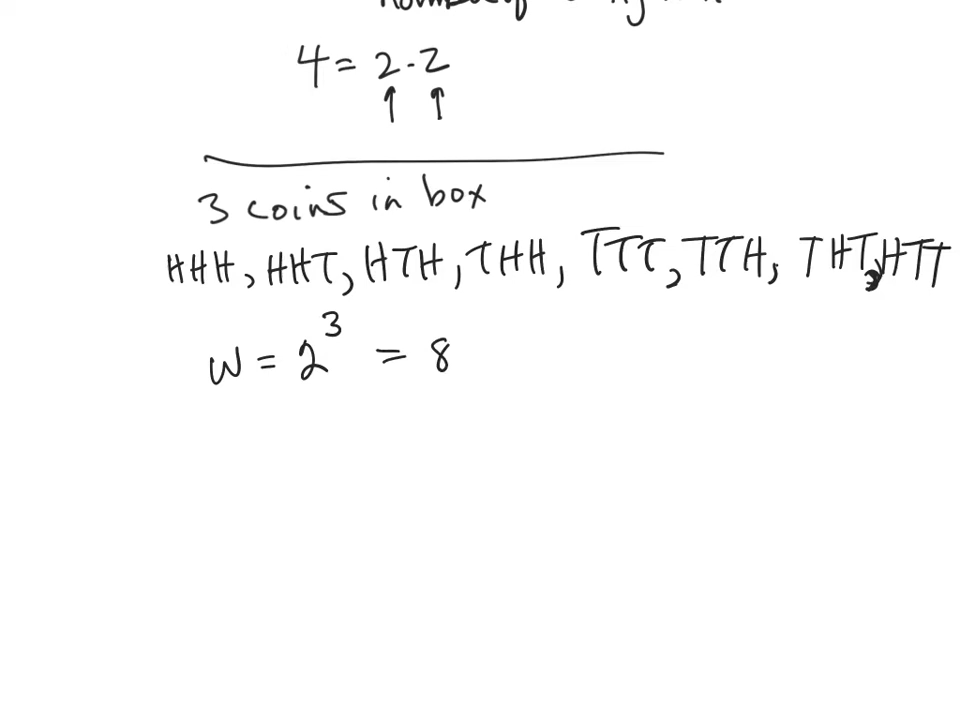 4 = 2 · 2
↑ ↑
3 coins in box
HHH, HHT, HTH, THH, TTT, TTH, THT, HTT
W = 2³ = 8